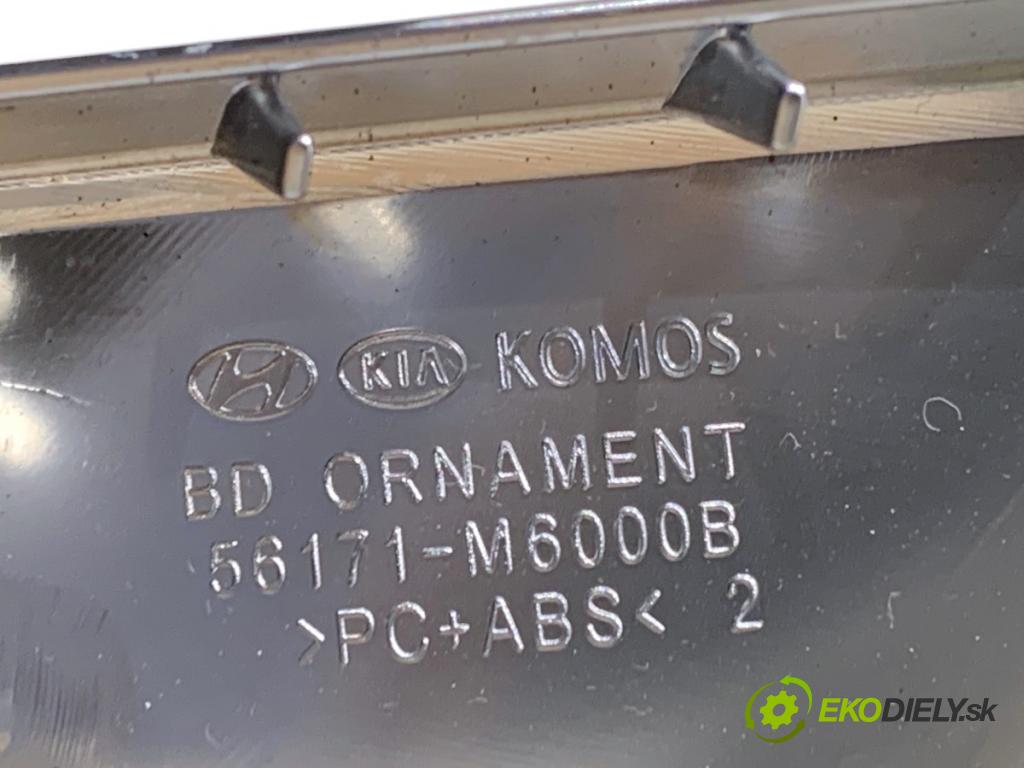 KIA KOMOS
BD ORNAMENT
56171-M6000B
>PC+ABS< 2
EKODIELY.sk